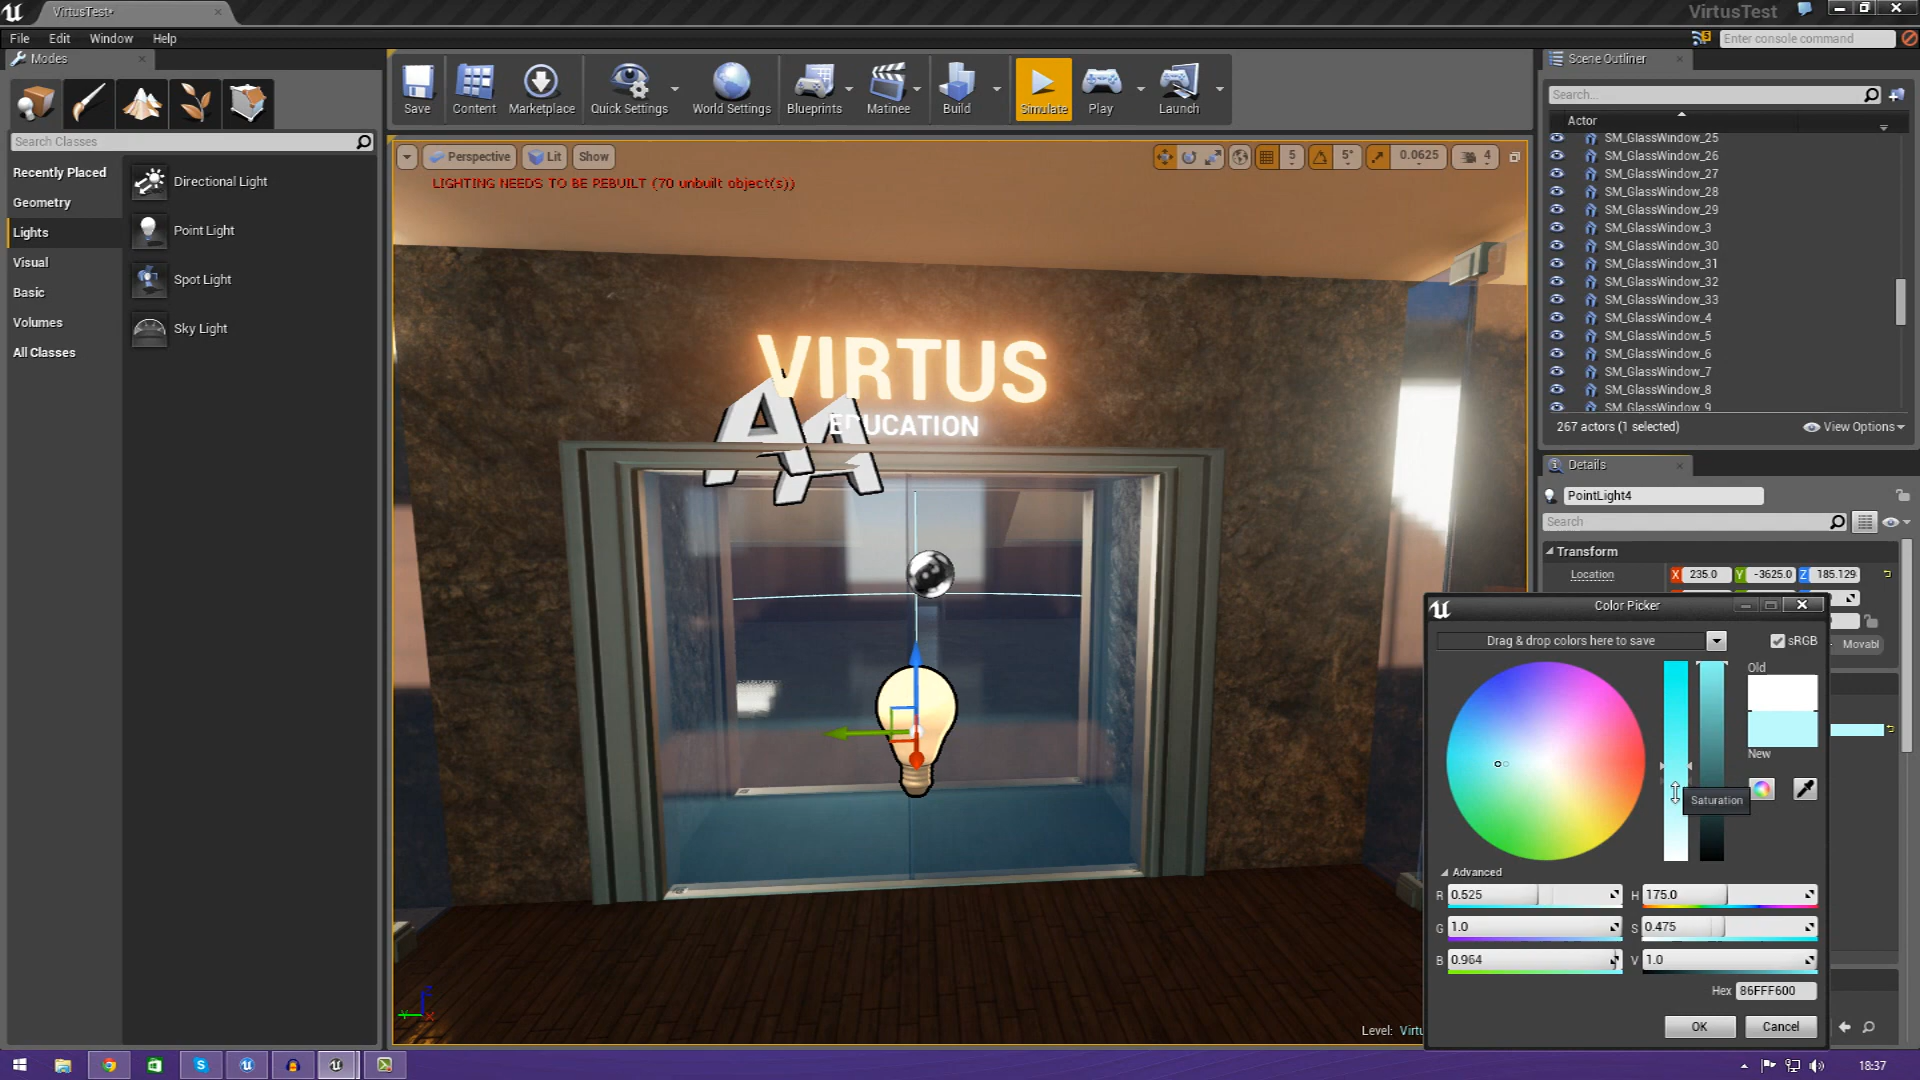 VirtusTest*
VirtusTest
File Edit Window Help
Enter console command
Modes
Search Classes
Recently Placed
Geometry
Lights
Visual
Basic
Volumes
All Classes
Directional Light
Point Light
Spot Light
Sky Light
Save Content Marketplace Quick Settings World Settings Blueprints Matinee Build Simulate Play Launch
Perspective Lit Show
5 5° 0.0625 4
LIGHTING NEEDS TO BE REBUILT (70 unbuilt object(s))
VIRTUS
EDUCATION
Level: Virtu
Scene Outliner
Search...
Actor
SM_GlassWindow_25
SM_GlassWindow_26
SM_GlassWindow_27
SM_GlassWindow_28
SM_GlassWindow_29
SM_GlassWindow_3
SM_GlassWindow_30
SM_GlassWindow_31
SM_GlassWindow_32
SM_GlassWindow_33
SM_GlassWindow_4
SM_GlassWindow_5
SM_GlassWindow_6
SM_GlassWindow_7
SM_GlassWindow_8
SM_GlassWindow_9
267 actors (1 selected)
View Options
Details
PointLight4
Search
Transform
Location X 235.0 Y -3625.0 Z 185.129
Movabl
Color Picker
Drag & drop colors here to save
sRGB
Old
New
Saturation
Advanced
R 0.525 H 175.0
G 1.0 S 0.475
B 0.964 V 1.0
Hex 86FFF600
OK Cancel
18:37